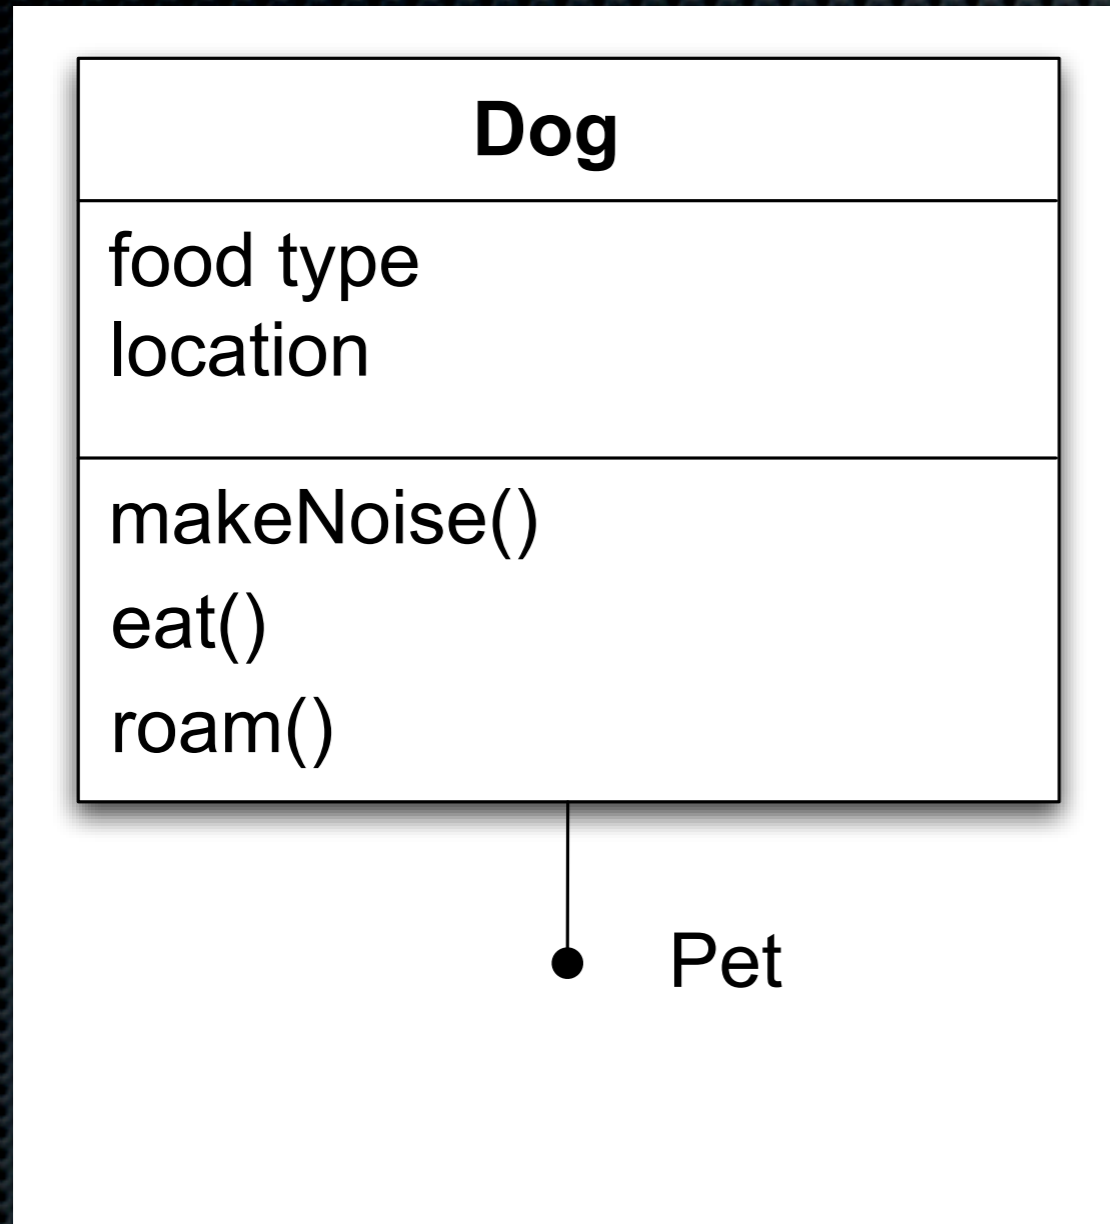 Dog
food type
location
makeNoise()
eat()
roam()
Pet